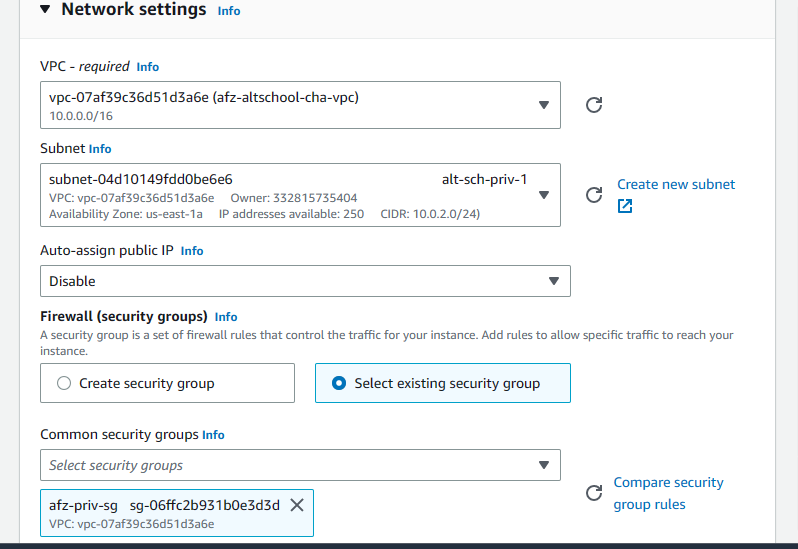 Network settings Info
VPC - required Info
vpc-07af39c36d51d3a6e (afz-altschool-cha-vpc)
10.0.0.0/16
Subnet Info
subnet-04d10149fdd0be6e6 alt-sch-priv-1
VPC: vpc-07af39c36d51d3a6e Owner: 332815735404
Availability Zone: us-east-1a IP addresses available: 250 CIDR: 10.0.2.0/24)
Create new subnet
Auto-assign public IP Info
Disable
Firewall (security groups) Info
A security group is a set of firewall rules that control the traffic for your instance. Add rules to allow specific traffic to reach your
instance.
Create security group
Select existing security group
Common security groups Info
Select security groups
Compare security
group rules
afz-priv-sg sg-06ffc2b931b0e3d3d
VPC: vpc-07af39c36d51d3a6e